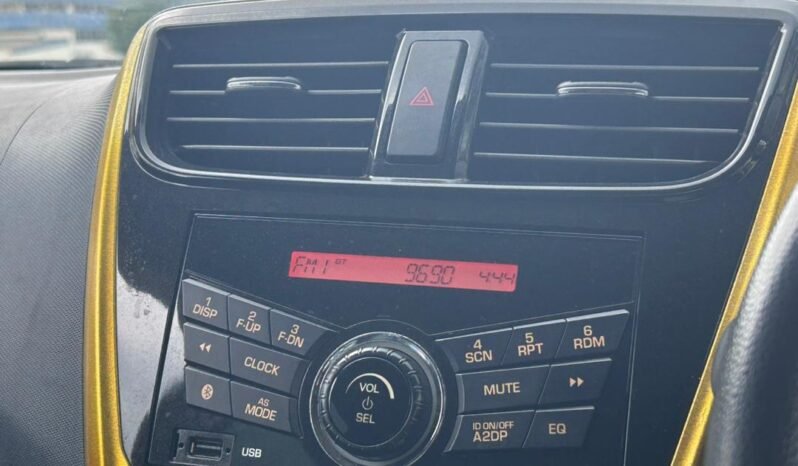 FM1 ST 96.90 4:44
1 DISP
2 F-UP
3 F-DN
4 SCN
5 RPT
6 RDM
CLOCK
MUTE
AS
MODE
VOL
SEL
ID ON/OFF
A2DP
EQ
USB